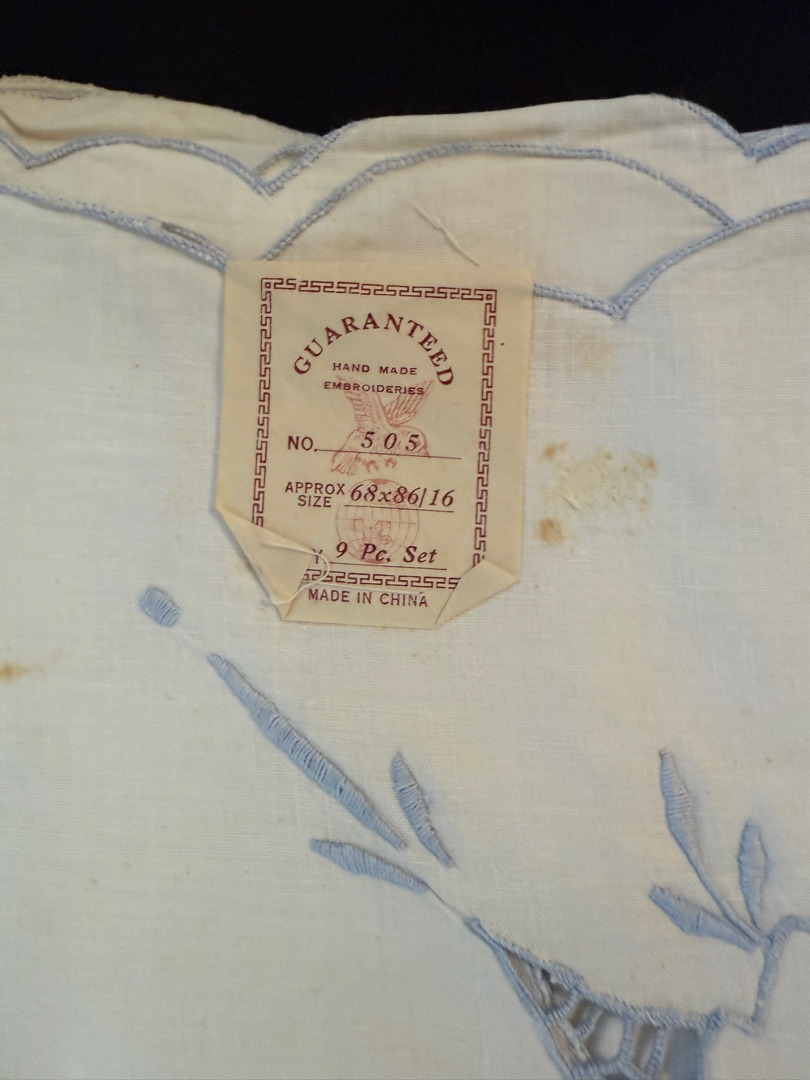 GUARANTEED
HAND MADE
EMBROIDERIES
NO. 505
APPROX SIZE 68x86/16
Y 9 Pc. Set
MADE IN CHINA